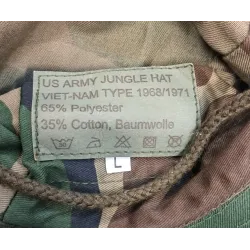 US ARMY JUNGLE HAT
VIET-NAM TYPE 1968/1971
65% Polyester
35% Cotton, Baumwolle
L